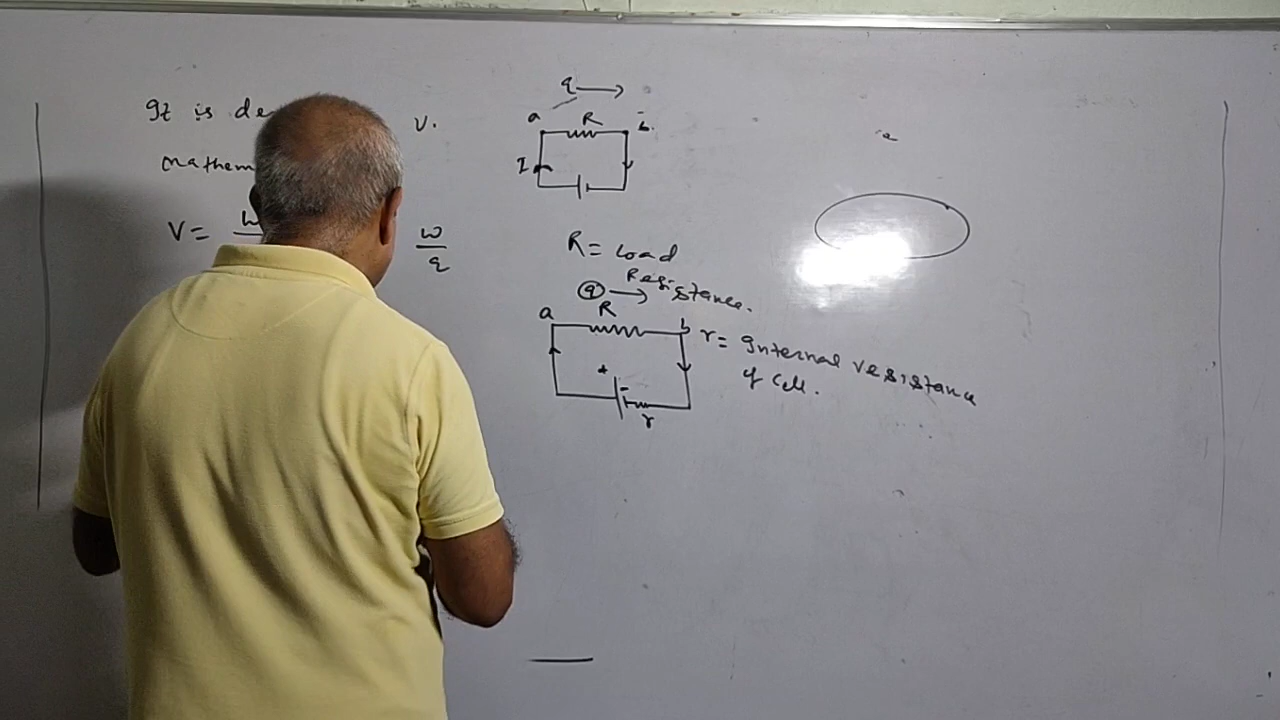 It is de
V.
mathem
V = W
W
q
q →
a R b.
I
R = Load
Resistance.
q →
a R b
r = Internal resistance
of Cell.
+ -
r